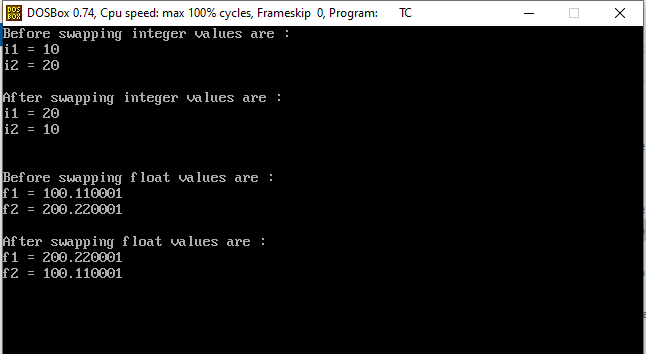 DOS
BOX
DOSBox 0.74, Cpu speed: max 100% cycles, Frameskip 0, Program: TC
Before swapping integer values are :
i1 = 10
i2 = 20
After swapping integer values are :
i1 = 20
i2 = 10
Before swapping float values are :
f1 = 100.110001
f2 = 200.220001
After swapping float values are :
f1 = 200.220001
f2 = 100.110001